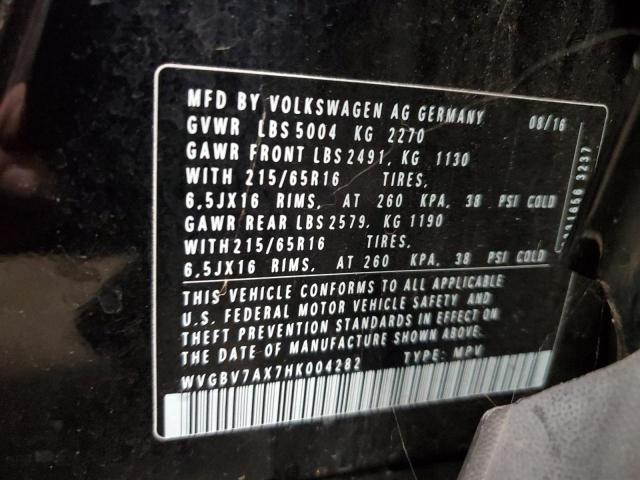 MFD BY VOLKSWAGEN AG GERMANY 08/16
GVWR LBS 5004 KG 2270
GAWR FRONT LBS 2491, KG 1130
WITH 215/65R16 TIRES,
6,5JX16 RIMS, AT 260 KPA, 38 PSI COLD
GAWR REAR LBS 2579, KG 1190
WITH 215/65R16 TIRES,
6,5JX16 RIMS, AT 260 KPA, 38 PSI COLD
THIS VEHICLE CONFORMS TO ALL APPLICABLE
U.S. FEDERAL MOTOR VEHICLE SAFETY AND
THEFT PREVENTION STANDARDS IN EFFECT ON
THE DATE OF MANUFACTURE SHOWN ABOVE.
WVGBV7AX7HK004282 TYPE: MPV
3237